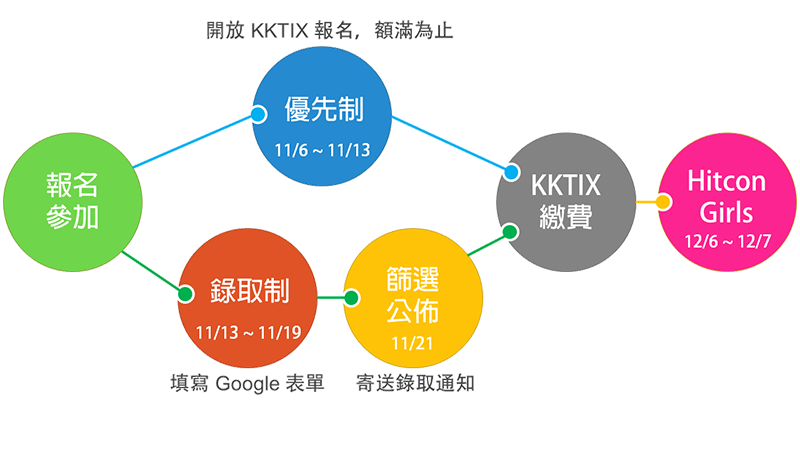 開放 KKTIX 報名，額滿為止
優先制
11/6 ~ 11/13
報名
參加
KKTIX
繳費
Hitcon
Girls
12/6 ~ 12/7
錄取制
11/13 ~ 11/19
篩選
公佈
11/21
填寫 Google 表單
寄送錄取通知